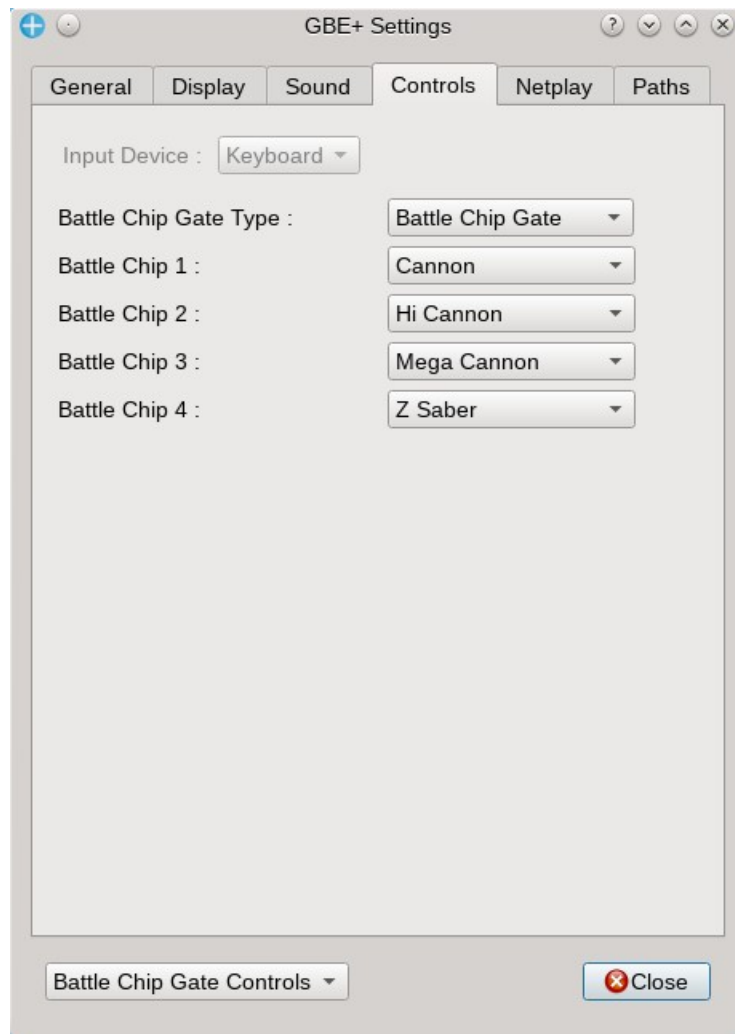 GBE+ Settings
General Display Sound Controls Netplay Paths
Input Device : Keyboard
Battle Chip Gate Type : Battle Chip Gate
Battle Chip 1 : Cannon
Battle Chip 2 : Hi Cannon
Battle Chip 3 : Mega Cannon
Battle Chip 4 : Z Saber
Battle Chip Gate Controls Close